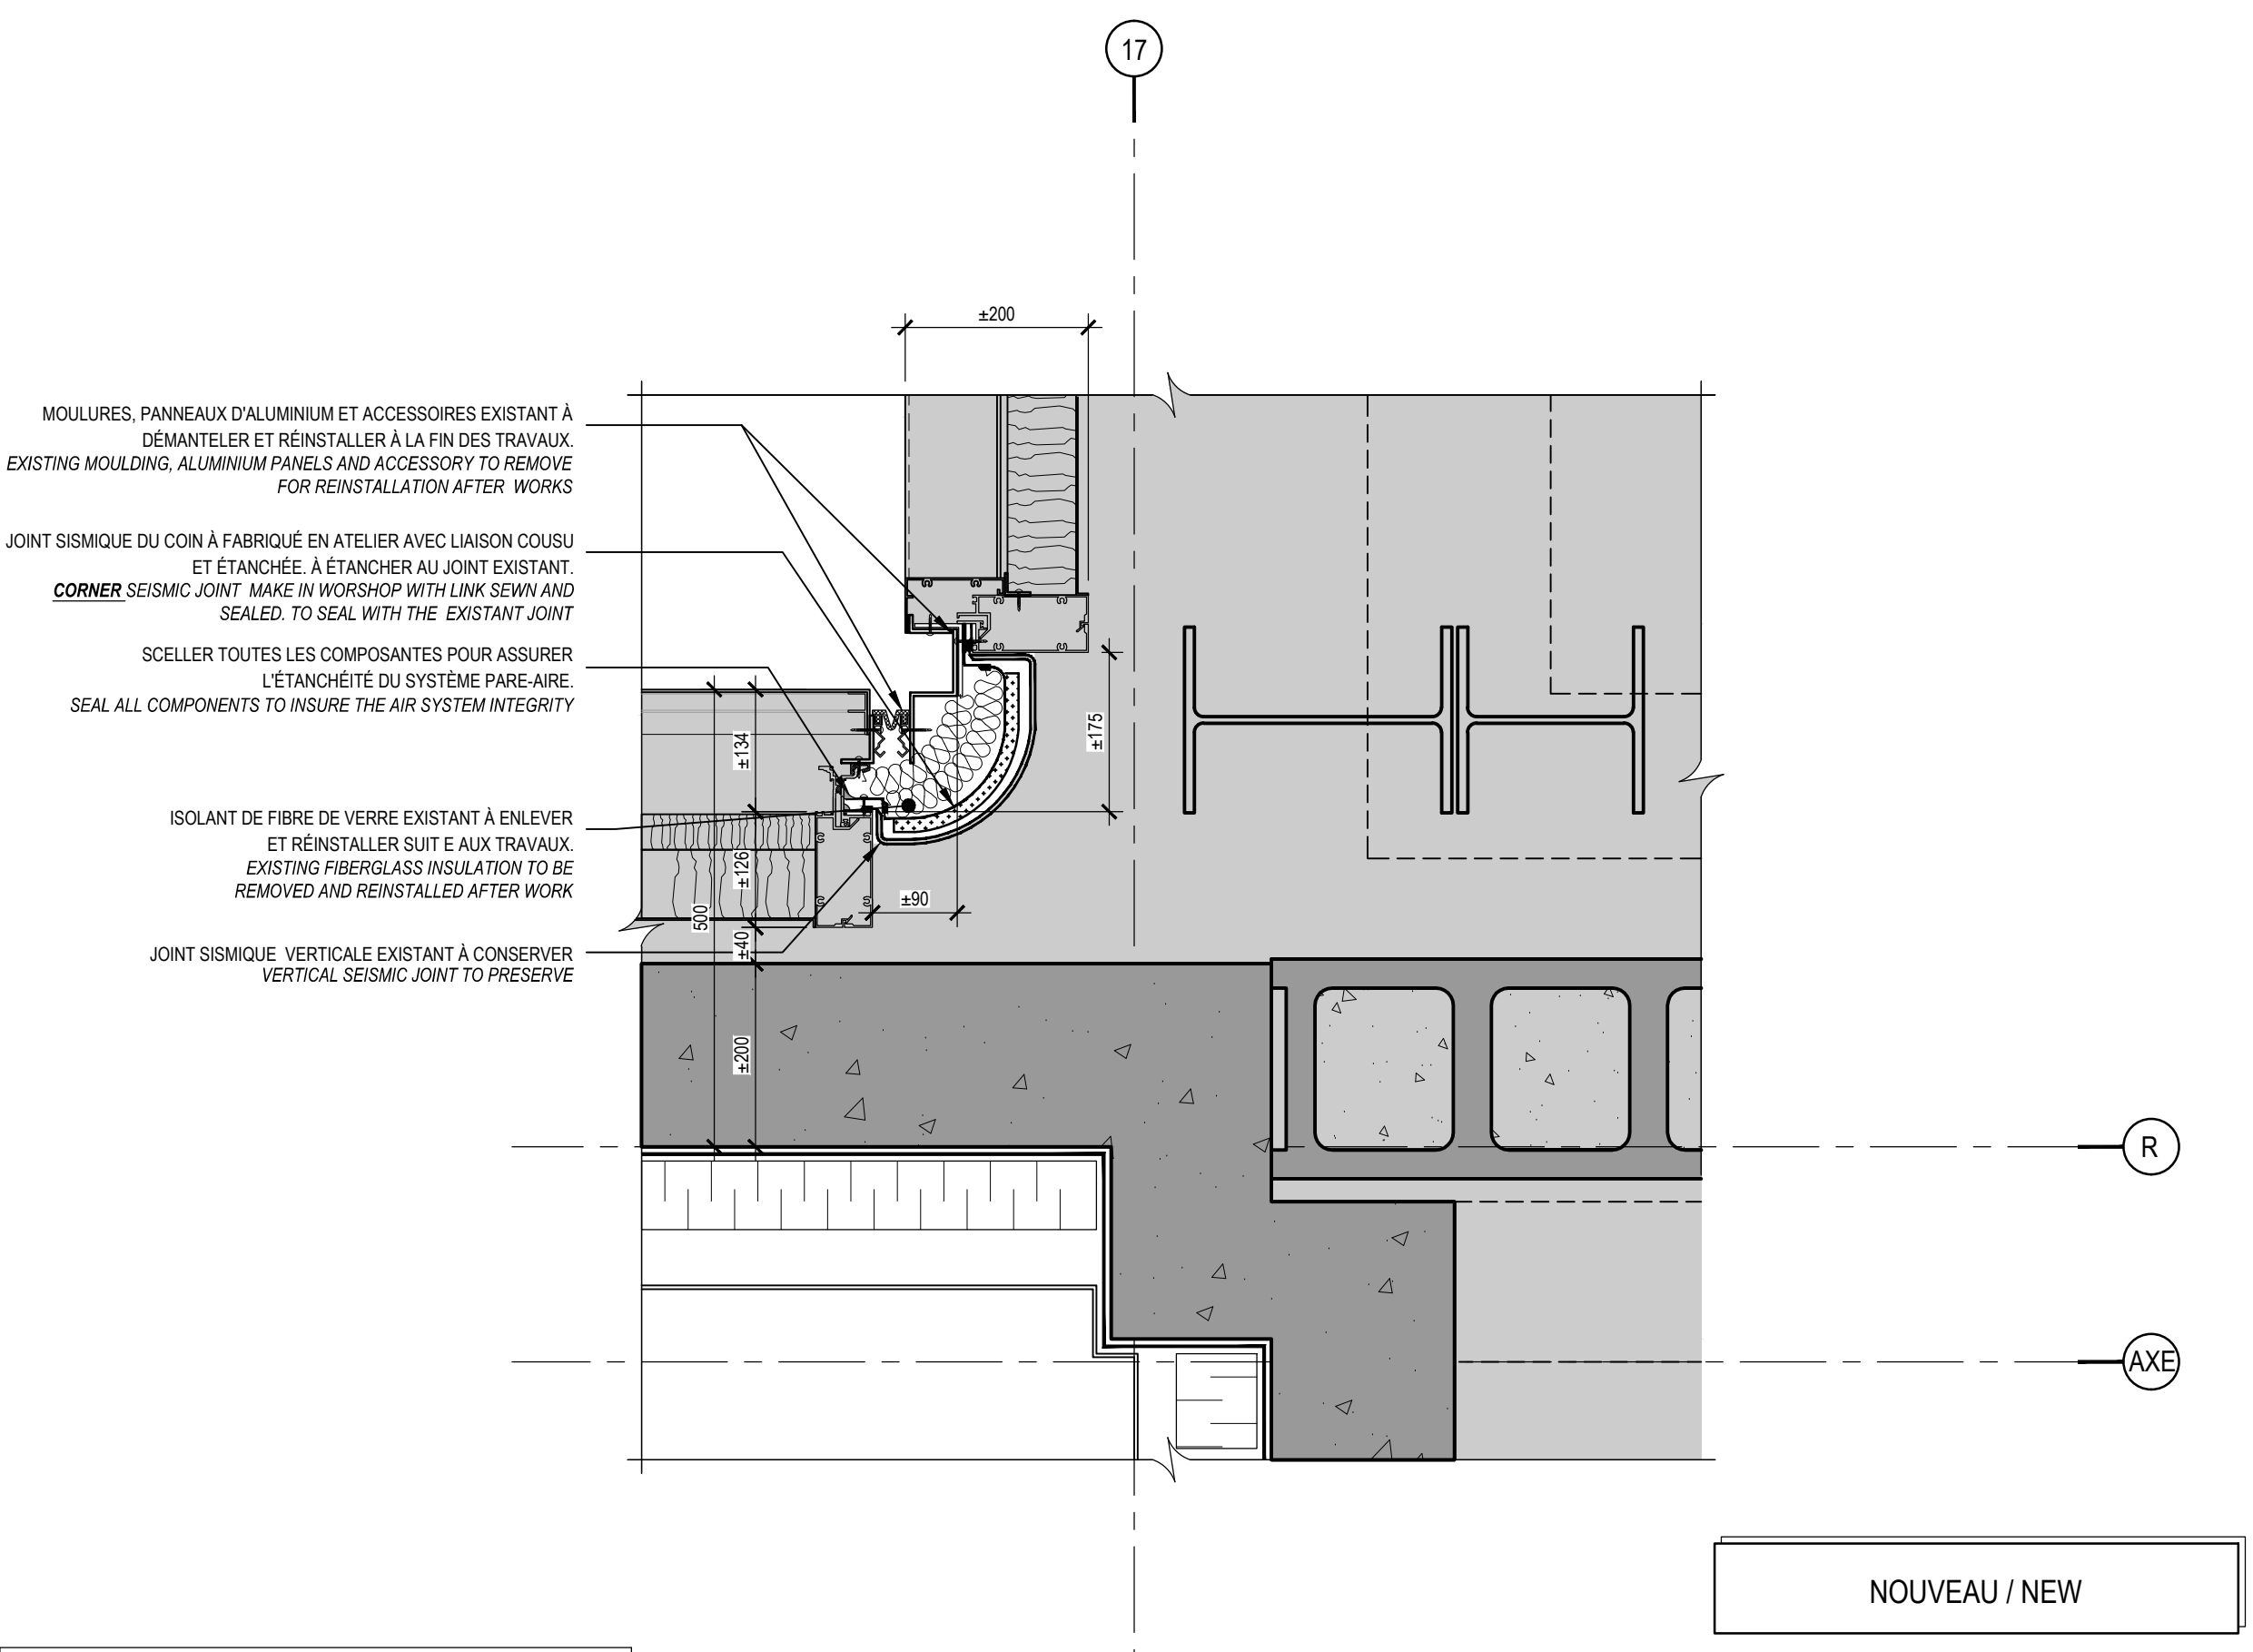 17
±200
MOULURES, PANNEAUX D'ALUMINIUM ET ACCESSOIRES EXISTANT À
DÉMANTELER ET RÉINSTALLER À LA FIN DES TRAVAUX.
EXISTING MOULDING, ALUMINIUM PANELS AND ACCESSORY TO REMOVE
FOR REINSTALLATION AFTER WORKS
JOINT SISMIQUE DU COIN À FABRIQUÉ EN ATELIER AVEC LIAISON COUSU
ET ÉTANCHÉE. À ÉTANCHER AU JOINT EXISTANT.
CORNER SEISMIC JOINT MAKE IN WORSHOP WITH LINK SEWN AND
SEALED. TO SEAL WITH THE EXISTANT JOINT
SCELLER TOUTES LES COMPOSANTES POUR ASSURER
L'ÉTANCHÉITÉ DU SYSTÈME PARE-AIRE.
SEAL ALL COMPONENTS TO INSURE THE AIR SYSTEM INTEGRITY
±134
±175
ISOLANT DE FIBRE DE VERRE EXISTANT À ENLEVER
ET RÉINSTALLER SUIT E AUX TRAVAUX.
EXISTING FIBERGLASS INSULATION TO BE
REMOVED AND REINSTALLED AFTER WORK
±126
±90
500
±40
JOINT SISMIQUE VERTICALE EXISTANT À CONSERVER
VERTICAL SEISMIC JOINT TO PRESERVE
±200
R
AXE
NOUVEAU / NEW